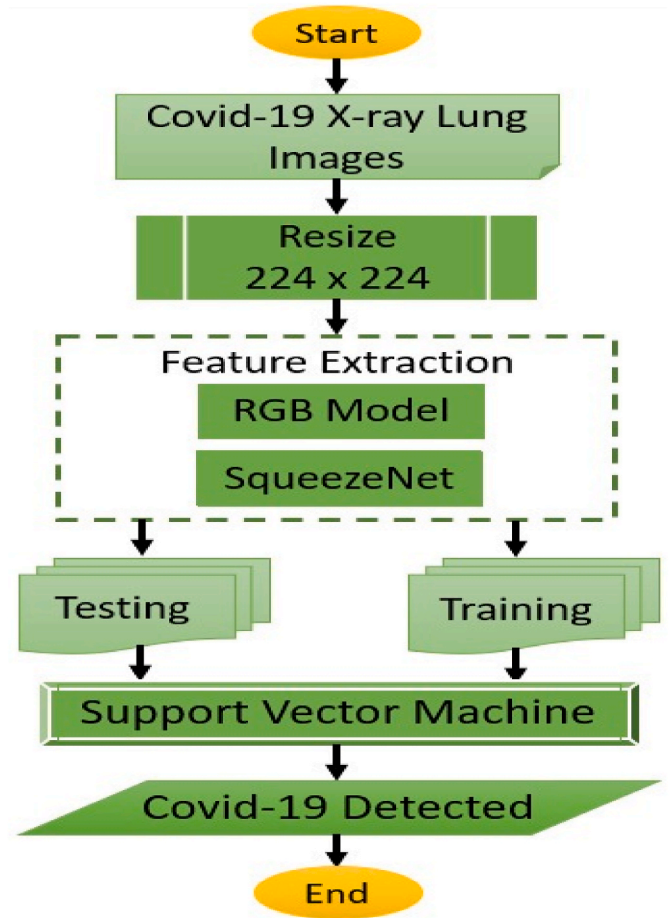 Start
Covid-19 X-ray Lung
Images
Resize
224 x 224
Feature Extraction
RGB Model
SqueezeNet
Testing
Training
Support Vector Machine
Covid-19 Detected
End